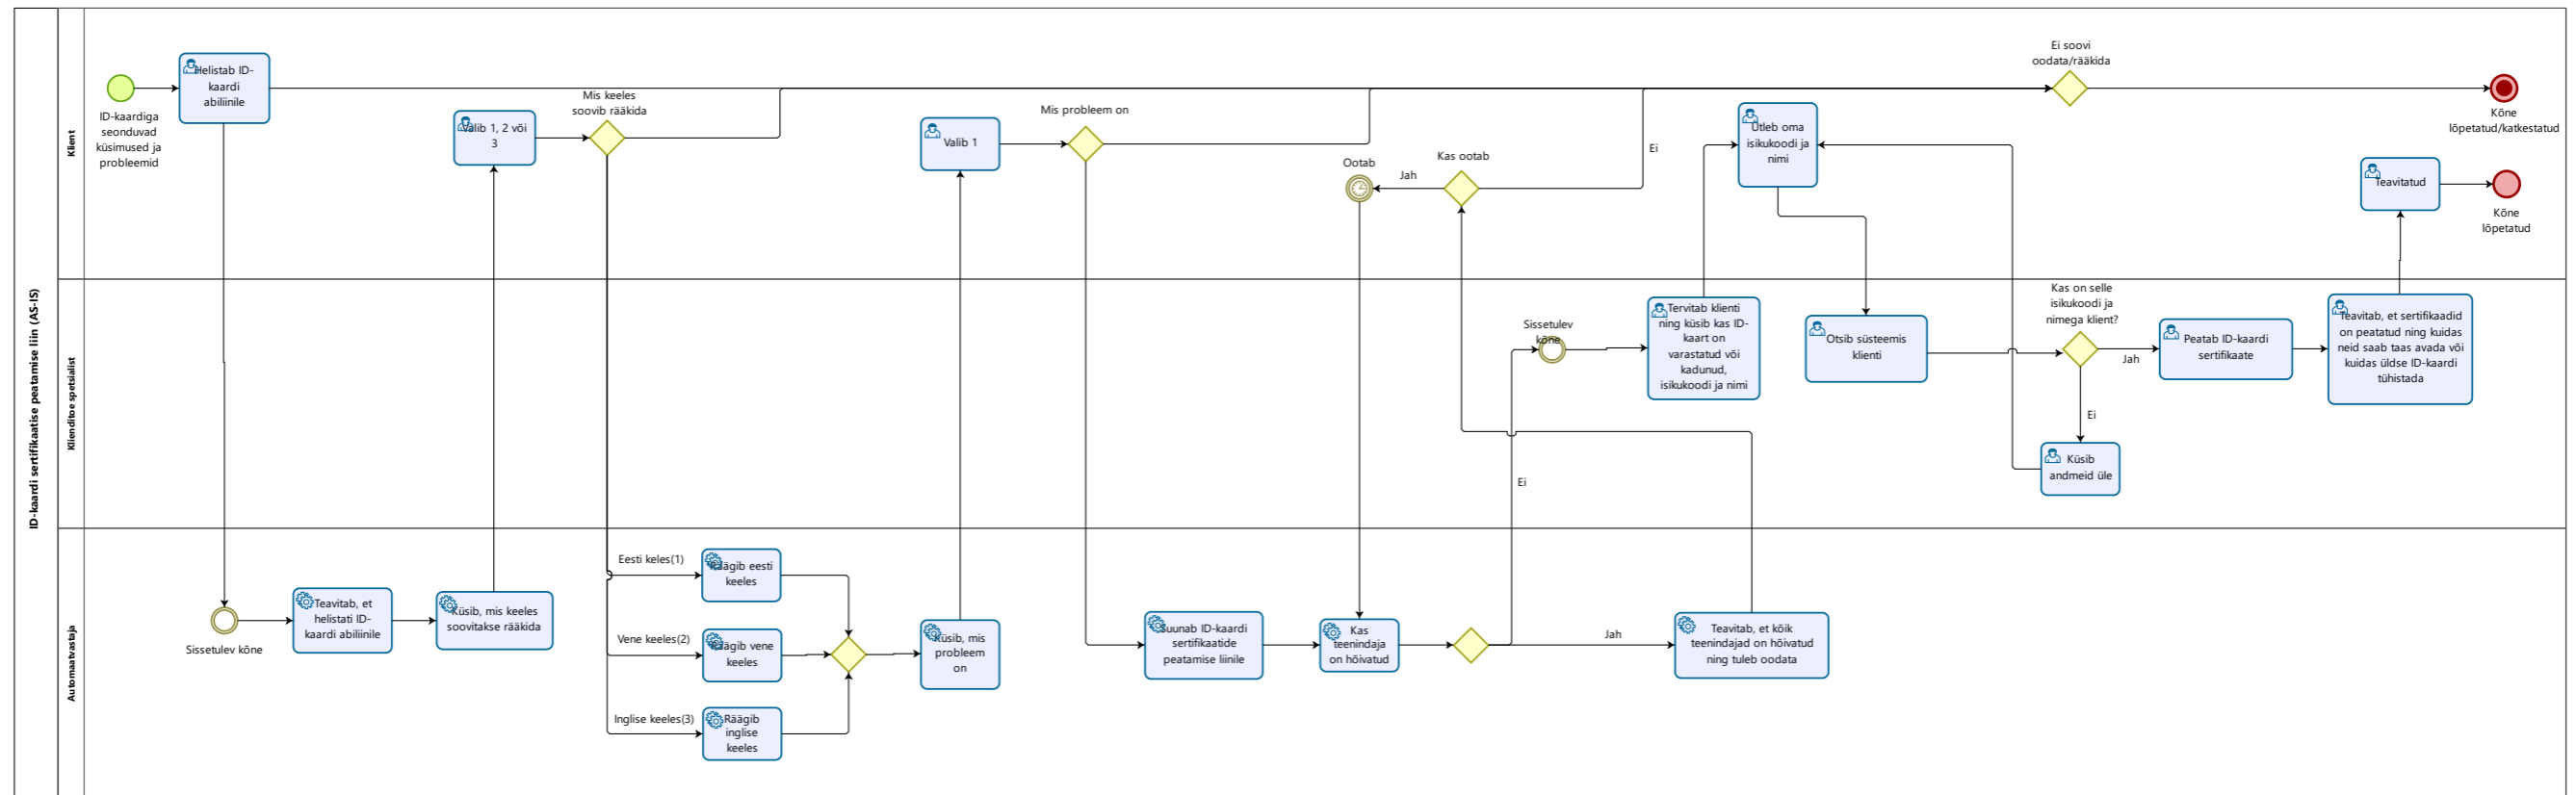 ID-kaardi sertifikaatise peatamise liin (AS-IS)
Klient
ID-kaardiga
seonduvad
küsimused ja
probleemid
Helistab ID-
kaardi
abiliinile
Valib 1, 2 või
3
Mis keeles
soovib rääkida
Valib 1
Mis probleem on
Ootab
Jah
Kas ootab
Ei
Ütleb oma
isikukoodi ja
nimi
Ei soovi
oodata/rääkida
Kõne
lõpetatud/katkestatud
Teavitatud
Kõne
lõpetatud
Klienditoe spetsialist
Sissetulev
kõne
Tervitab klienti
ning küsib kas ID-
kaart on
varastatud või
kadunud,
isikukoodi ja nimi
Otsib süsteemis
klienti
Kas on selle
isikukoodi ja
nimega klient?
Jah
Ei
Küsib
andmeid üle
Peatab ID-kaardi
sertifikaate
Teavitab, et sertifikaadid
on peatatud ning kuidas
neid saab taas avada või
kuidas üldse ID-kaardi
tühistada
Automaatvastaja
Sissetulev kõne
Teavitab, et
helistati ID-
kaardi abiliinile
Küsib, mis keeles
soovitakse rääkida
Eesti keles(1)
Räägib eesti
keeles
Vene keeles(2)
Räägib vene
keeles
Inglise keeles(3)
Räägib
inglise
keeles
Küsib, mis
probleem
on
Suunab ID-kaardi
sertifikaatide
peatamise liinile
Kas
teenindaja
on hõivatud
Ei
Jah
Teavitab, et kõik
teenindajad on hõivatud
ning tuleb oodata